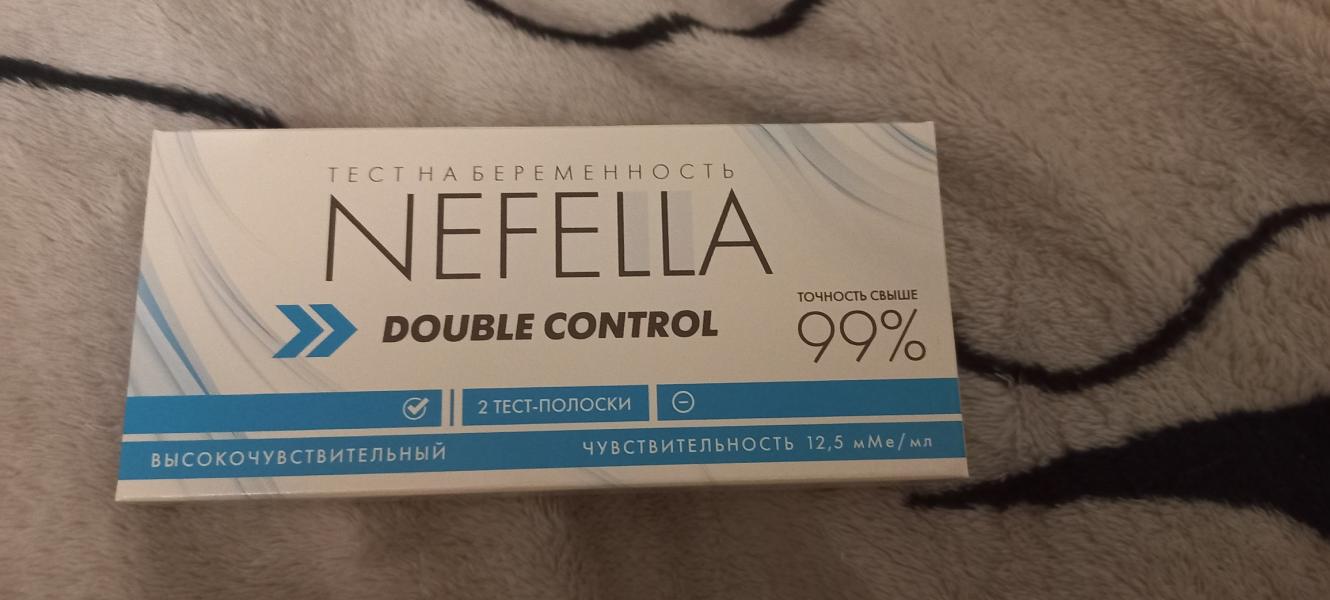 ТЕСТ НА БЕРЕМЕННОСТЬ
NEFELLA
DOUBLE CONTROL
ТОЧНОСТЬ СВЫШЕ
99%
2 ТЕСТ-ПОЛОСКИ
ВЫСОКОЧУВСТВИТЕЛЬНЫЙ
ЧУВСТВИТЕЛЬНОСТЬ 12,5 мМе/мл